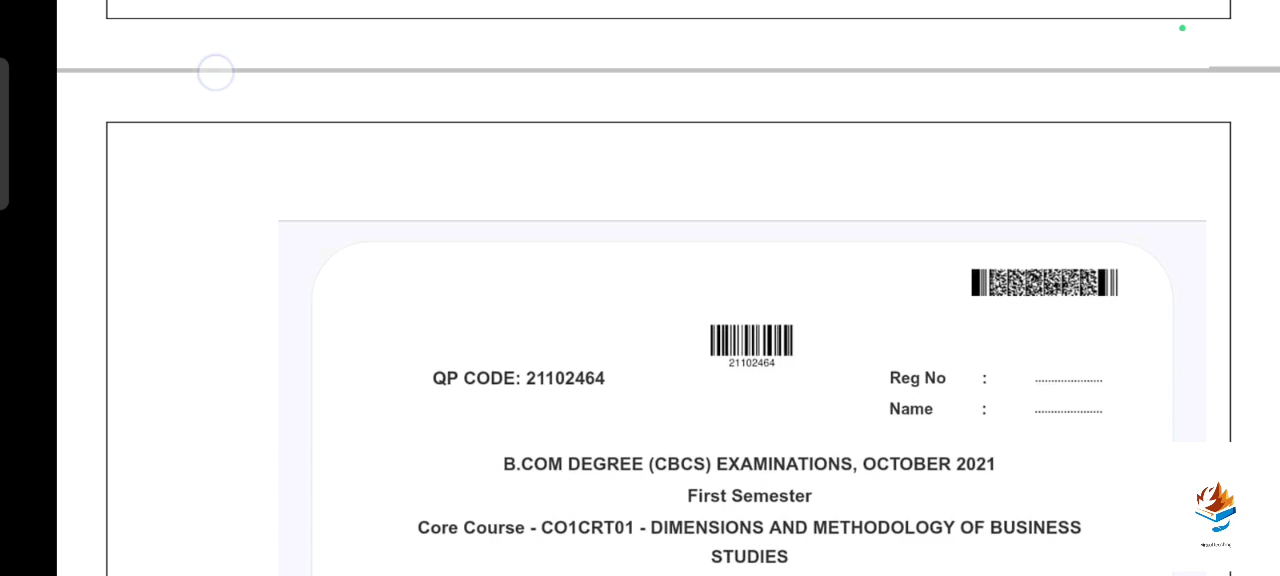 21102464
QP CODE: 21102464
Reg No : .....................
Name : .....................
B.COM DEGREE (CBCS) EXAMINATIONS, OCTOBER 2021
First Semester
Core Course - CO1CRT01 - DIMENSIONS AND METHODOLOGY OF BUSINESS
STUDIES